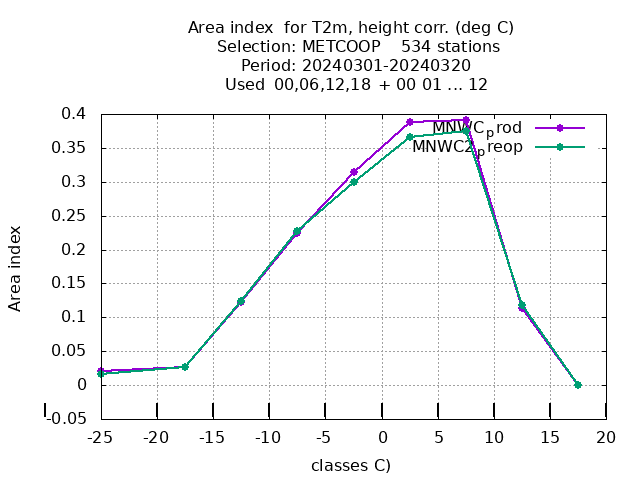 Area index  for T2m, height corr. (deg C)
Selection: METCOOP    534 stations
Period: 20240301-20240320
Used  00,06,12,18 + 00 01 ... 12
MNWC_prod
MNWC2_preop
Area index
0.4
0.35
0.3
0.25
0.2
0.15
0.1
0.05
0
-0.05
-25 -20 -15 -10 -5 0 5 10 15 20
classes C)